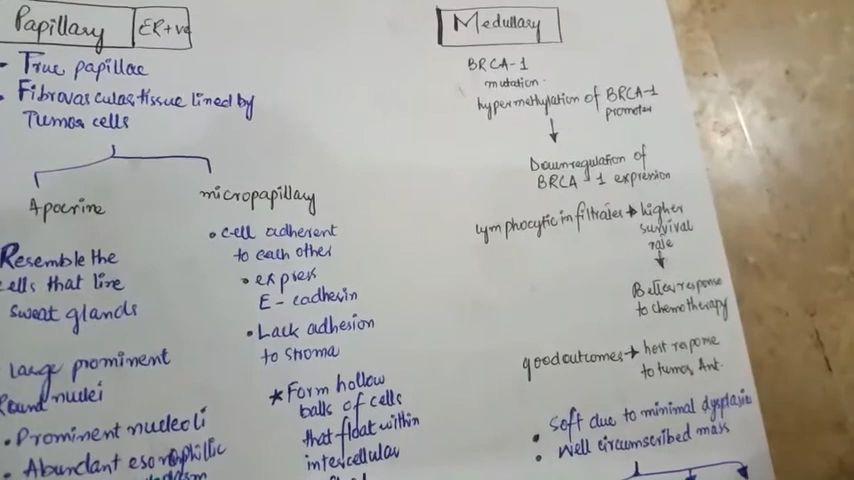 Papillary ER+ve
- True papillae
• Fibrovascular tissue lined by
Tumor cells
Apocrine
Resemble the
cells that line
sweat glands
Large prominent
Round nuclei
• Prominent nucleoli
• Abundant
micropapillary
• cell adherent
to each other
• express
E-cadhesin
• Lack adhesion
to stroma
★ Form hollow
balls of cells
that float within
intercellular
Medullary
BRCA-1
mutation.
hypermethylation of BRCA-1
promoter
↓
Downregulation of
BRCA-1 expression
lymphocytic infiltrates → higher
survival
rate
↓
Better response
to chemotherapy
good outcomes → host reponse
to tumor Ant.
• Soft due to minimal dysplasia
• Well circumscribed mass